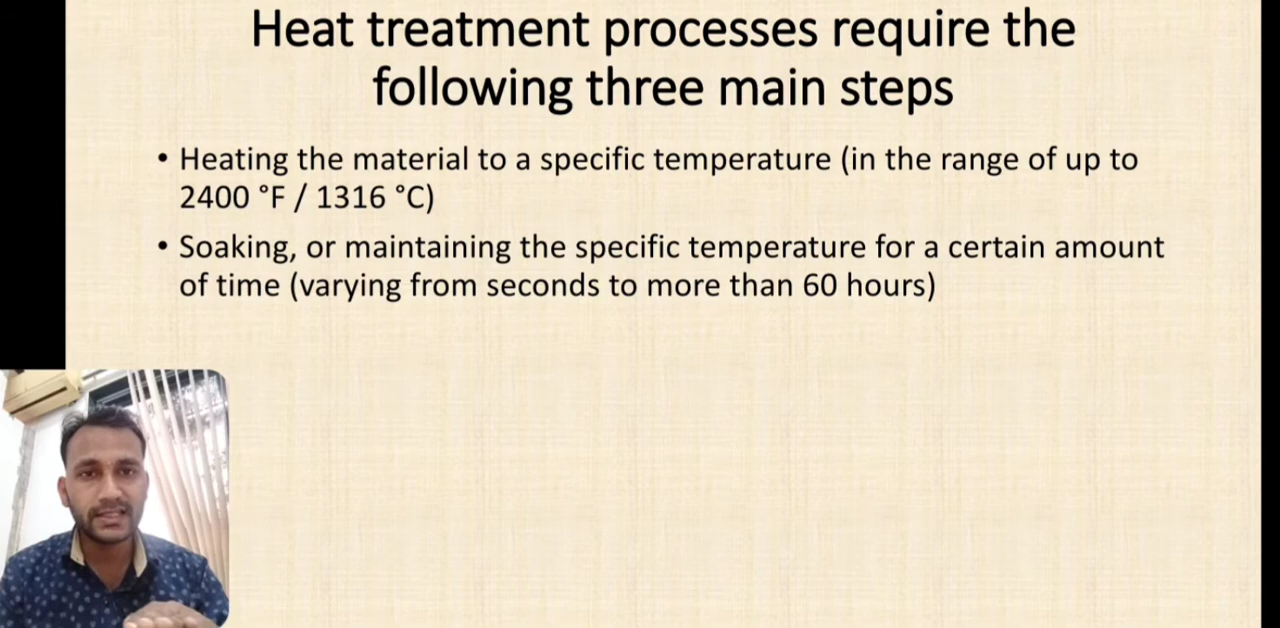 Heat treatment processes require the
following three main steps
• Heating the material to a specific temperature (in the range of up to
2400 °F / 1316 °C)
• Soaking, or maintaining the specific temperature for a certain amount
of time (varying from seconds to more than 60 hours)